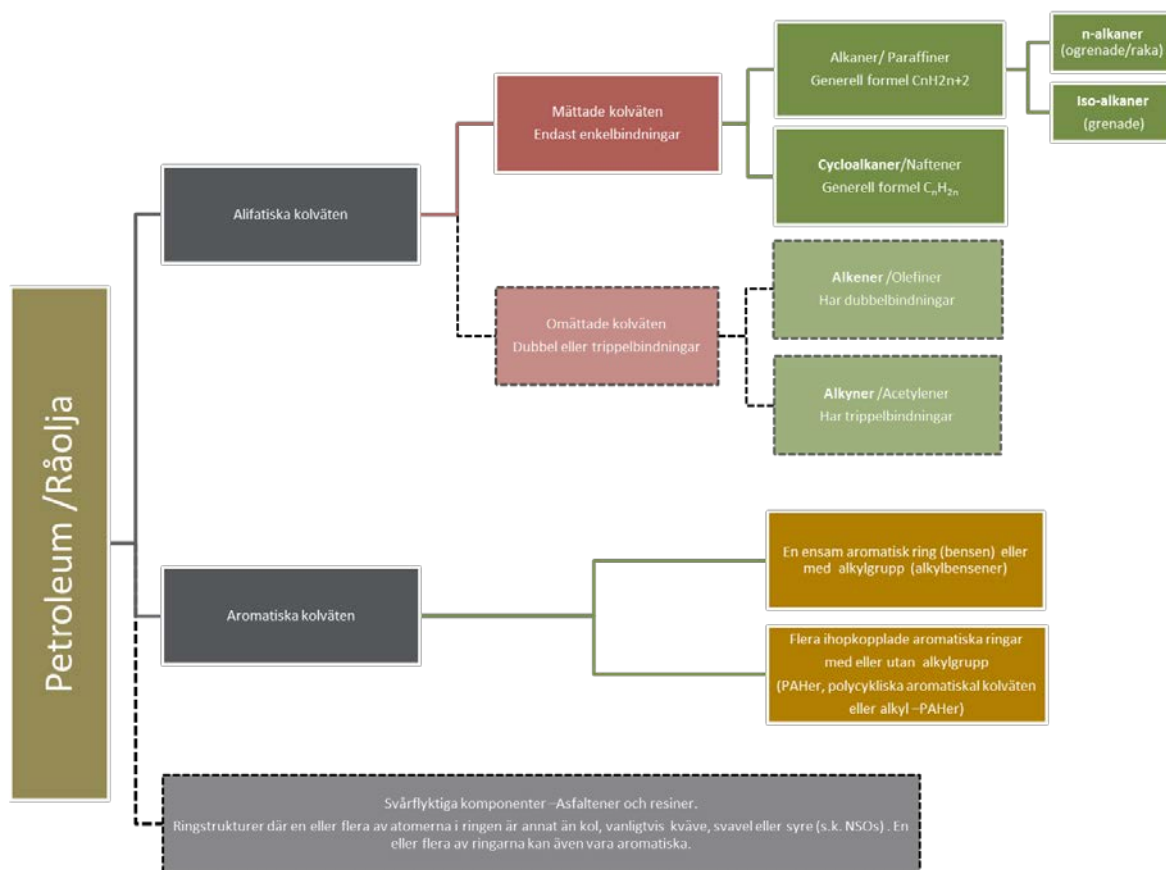 Petroleum /Råolja
Alifatiska kolväten
Mättade kolväten
Endast enkelbindningar
Alkaner/ Paraffiner
Generell formel CnH2n+2
n-alkaner
(ogrenade/raka)
Iso-alkaner
(grenade)
Cycloalkaner/Naftener
Generell formel CₙH₂ₙ
Omättade kolväten
Dubbel eller trippelbindningar
Alkener /Olefiner
Har dubbelbindningar
Alkyner /Acetylener
Har trippelbindningar
Aromatiska kolväten
En ensam aromatisk ring (bensen) eller
med alkylgrupp (alkylbensener)
Flera ihopkopplade aromatiska ringar
med eller utan alkylgrupp
(PAHer, polycykliska aromatiskal kolväten
eller alkyl –PAHer)
Svårflyktiga komponenter –Asfaltener och resiner.
Ringstrukturer där en eller flera av atomerna i ringen är annat än kol, vanligtvis kväve, svavel eller syre (s.k. NSOs) . En
eller flera av ringarna kan även vara aromatiska.